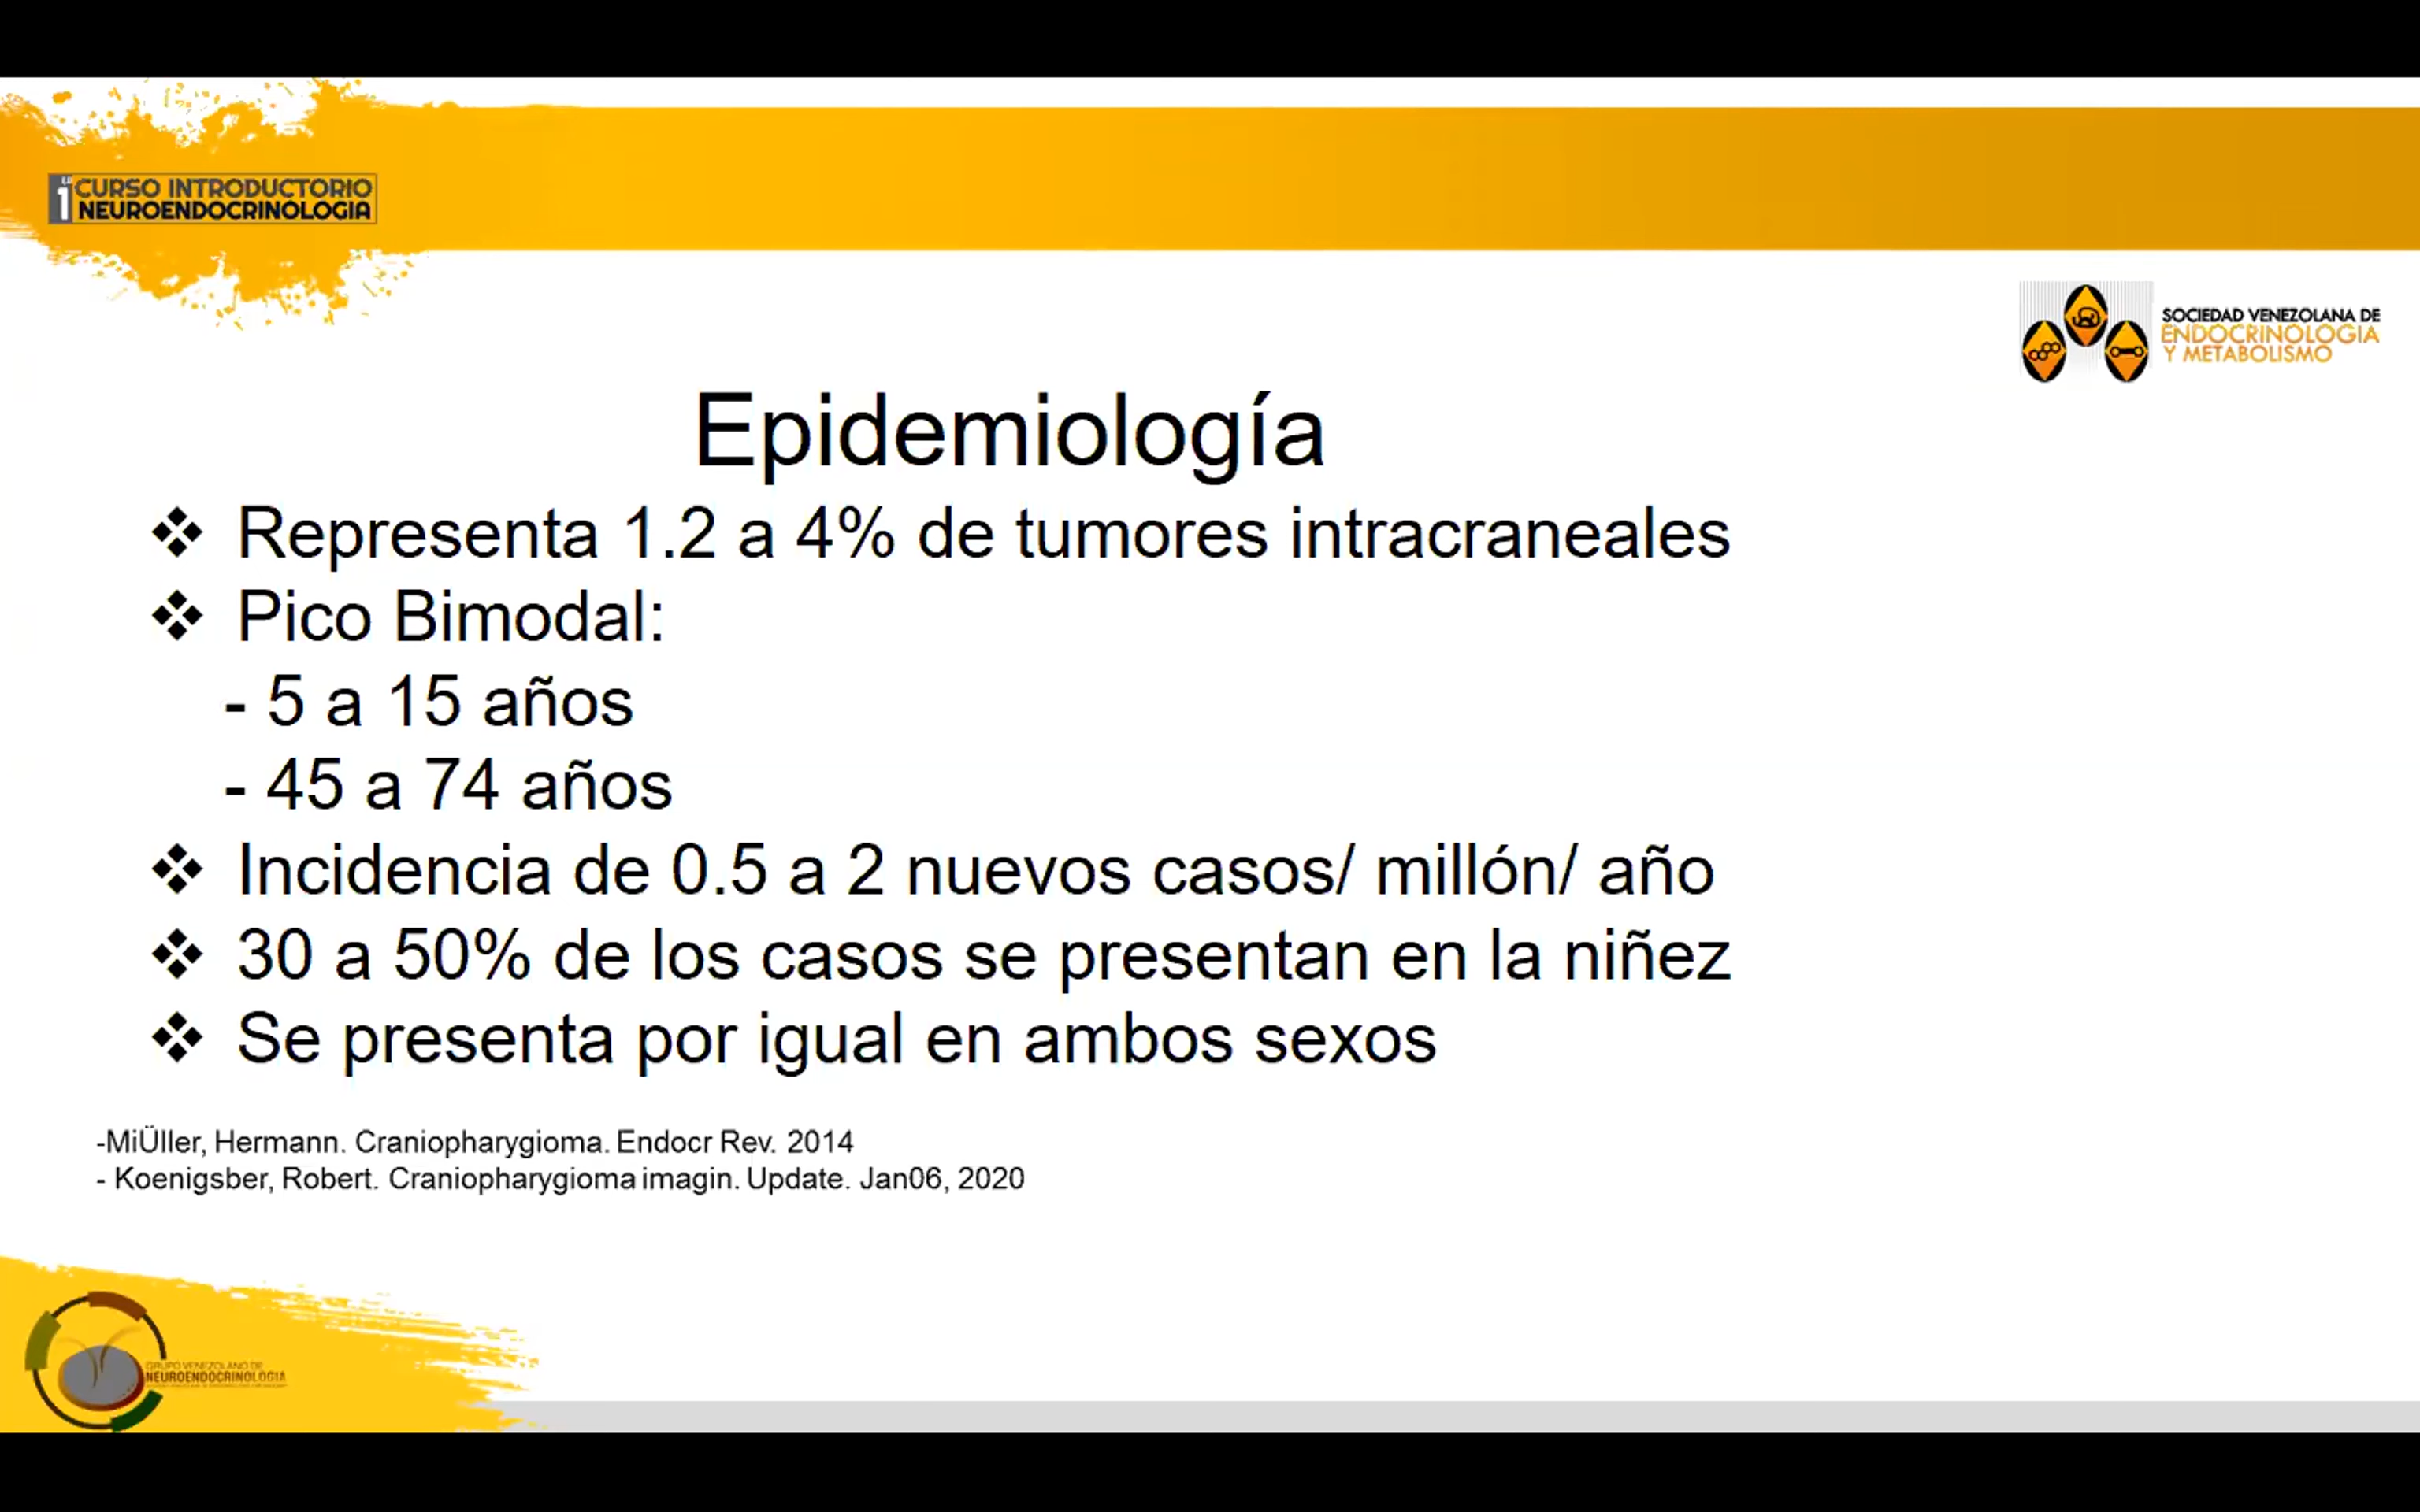 1ER CURSO INTRODUCTORIO
NEUROENDOCRINOLOGIA
SOCIEDAD VENEZOLANA DE
ENDOCRINOLOGIA
Y METABOLISMO
Epidemiología
❖ Representa 1.2 a 4% de tumores intracraneales
❖ Pico Bimodal:
- 5 a 15 años
- 45 a 74 años
❖ Incidencia de 0.5 a 2 nuevos casos/ millón/ año
❖ 30 a 50% de los casos se presentan en la niñez
❖ Se presenta por igual en ambos sexos
-MiÜller, Hermann. Craniopharygioma. Endocr Rev. 2014
- Koenigsber, Robert. Craniopharygioma imagin. Update. Jan06, 2020
GRUPO VENEZOLANO DE
NEUROENDOCRINOLOGIA